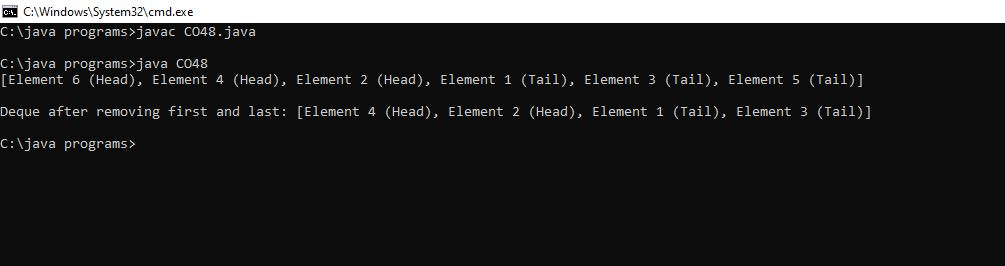 C:\Windows\System32\cmd.exe
C:\java programs>javac CO48.java
C:\java programs>java CO48
[Element 6 (Head), Element 4 (Head), Element 2 (Head), Element 1 (Tail), Element 3 (Tail), Element 5 (Tail)]
Deque after removing first and last: [Element 4 (Head), Element 2 (Head), Element 1 (Tail), Element 3 (Tail)]
C:\java programs>